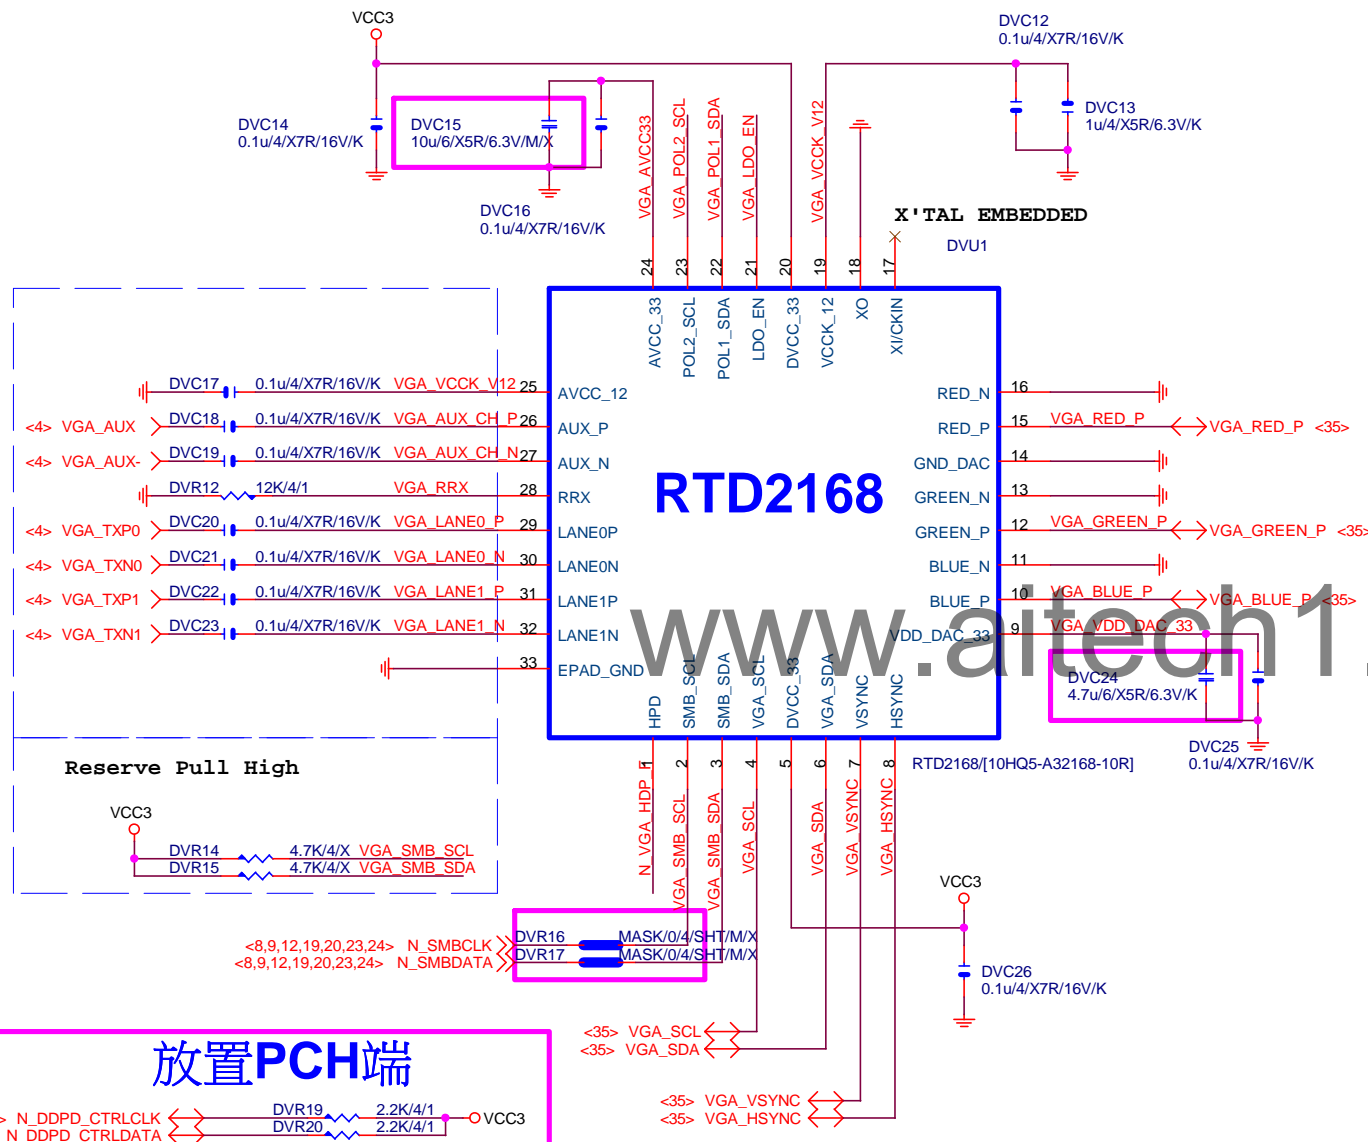 VCC3
DVC12
0.1u/4/X7R/16V/K
DVC14
0.1u/4/X7R/16V/K
DVC15
10u/6/X5R/6.3V/M/X
DVC13
1u/4/X5R/6.3V/K
DVC16
0.1u/4/X7R/16V/K
VGA_AVCC33
VGA_POL2_SCL
VGA_POL1_SDA
VGA_LDO_EN
VGA_VCCK_V12
X'TAL EMBEDDED
DVU1
24 23 22 21 20 19 18 17
AVCC_33
POL2_SCL
POL1_SDA
LDO_EN
DVCC_33
VCCK_12
XO
XI/CKIN
DVC17 0.1u/4/X7R/16V/K VGA_VCCK_V12 25 AVCC_12
<4> VGA_AUX DVC18 0.1u/4/X7R/16V/K VGA_AUX_CH_P 26 AUX_P
<4> VGA_AUX- DVC19 0.1u/4/X7R/16V/K VGA_AUX_CH_N 27 AUX_N
DVR12 12K/4/1 VGA_RRX 28 RRX
<4> VGA_TXP0 DVC20 0.1u/4/X7R/16V/K VGA_LANE0_P 29 LANE0P
<4> VGA_TXN0 DVC21 0.1u/4/X7R/16V/K VGA_LANE0_N 30 LANE0N
<4> VGA_TXP1 DVC22 0.1u/4/X7R/16V/K VGA_LANE1_P 31 LANE1P
<4> VGA_TXN1 DVC23 0.1u/4/X7R/16V/K VGA_LANE1_N 32 LANE1N
33 EPAD_GND
RTD2168
RED_N 16
RED_P 15 VGA_RED_P VGA_RED_P <35>
GND_DAC 14
GREEN_N 13
GREEN_P 12 VGA_GREEN_P VGA_GREEN_P <35>
BLUE_N 11
BLUE_P 10 VGA_BLUE_P VGA_BLUE_P <35>
VDD_DAC_33 9 VGA_VDD_DAC_33
www.aitech1.
DVC24
4.7u/6/X5R/6.3V/K
DVC25
0.1u/4/X7R/16V/K
HPD
SMB_SCL
SMB_SDA
VGA_SCL
DVCC_33
VGA_SDA
VSYNC
HSYNC
1 2 3 4 5 6 7 8
RTD2168/[10HQ5-A32168-10R]
VGA_SMB_SCL
VGA_SMB_SDA
VGA_SCL
VGA_SDA
VGA_VSYNC
VGA_HSYNC
Reserve Pull High
VCC3
DVR14 4.7K/4/X VGA_SMB_SCL
DVR15 4.7K/4/X VGA_SMB_SDA
<8,9,12,19,20,23,24> N_SMBCLK DVR16 MASK/0/4/SHT/M/X
<8,9,12,19,20,23,24> N_SMBDATA DVR17 MASK/0/4/SHT/M/X
VCC3
DVC26
0.1u/4/X7R/16V/K
<35> VGA_SCL
<35> VGA_SDA
<35> VGA_VSYNC
<35> VGA_HSYNC
放置PCH端
> N_DDPD_CTRLCLK DVR19 2.2K/4/1 VCC3
N_DDPD_CTRLDATA DVR20 2.2K/4/1